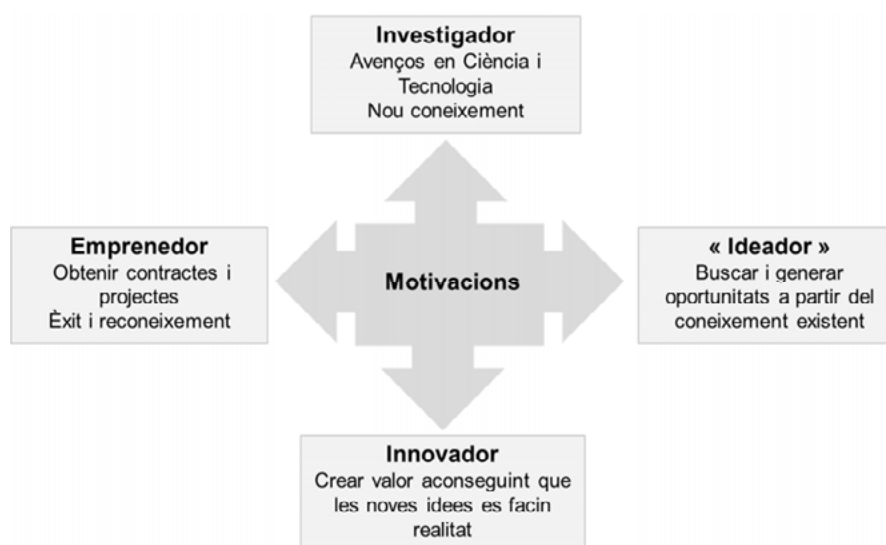 Investigador
Avenços en Ciència i
Tecnologia
Nou coneixement
Emprenedor
Obtenir contractes i
projectes
Èxit i reconeixement
Motivacions
« Ideador »
Buscar i generar
oportunitats a partir del
coneixement existent
Innovador
Crear valor aconseguint que
les noves idees es facin
realitat